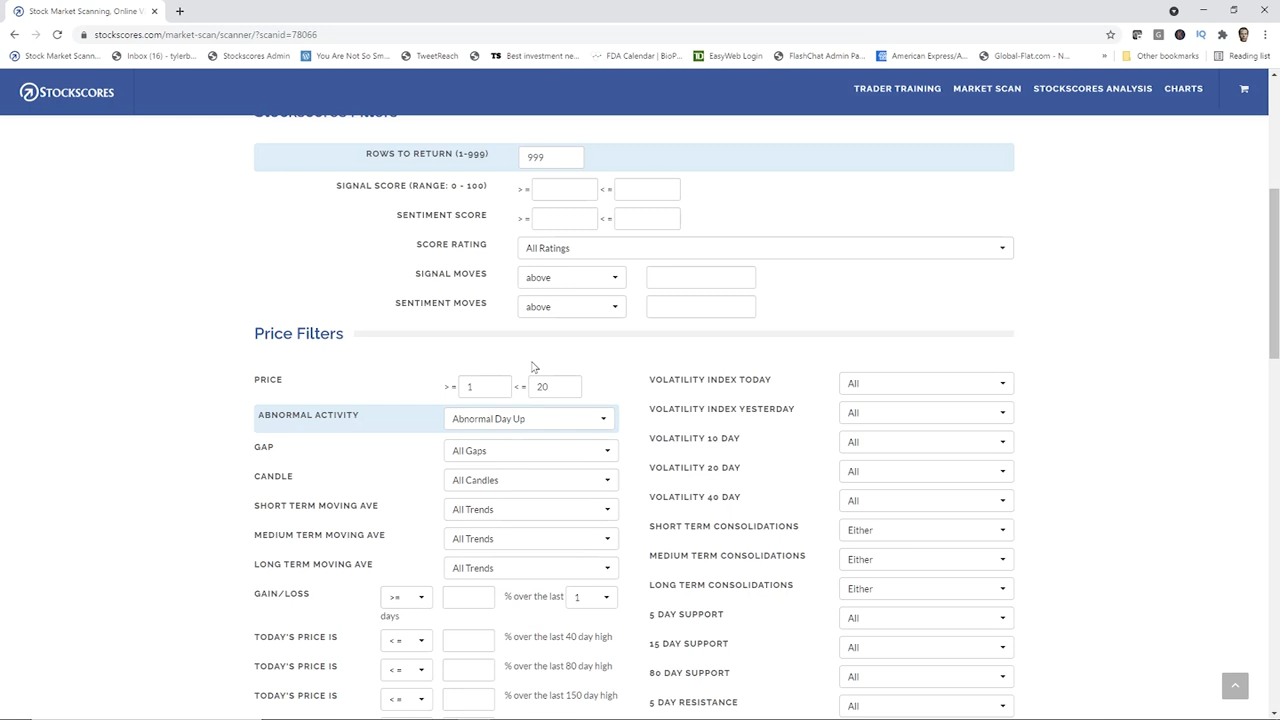 Stock Market Scanning, Online V
stockscores.com/market-scan/scanner/?scanid=78066
Stock Market Scann... Inbox (16) - tylerb... Stockscores Admin You Are Not So Sm... TweetReach TS Best investment ne... FDA Calendar | BioP... EasyWeb Login FlashChat Admin Pa... American Express/A... Global-Flat.com - N... » Other bookmarks Reading list
STOCKSCORES TRADER TRAINING MARKET SCAN STOCKSCORES ANALYSIS CHARTS
Stockscores Filters
ROWS TO RETURN (1-999) 999
SIGNAL SCORE (RANGE: 0 - 100) > = < =
SENTIMENT SCORE > = < =
SCORE RATING All Ratings
SIGNAL MOVES above
SENTIMENT MOVES above
Price Filters
PRICE > = 1 < = 20
ABNORMAL ACTIVITY Abnormal Day Up
GAP All Gaps
CANDLE All Candles
SHORT TERM MOVING AVE All Trends
MEDIUM TERM MOVING AVE All Trends
LONG TERM MOVING AVE All Trends
GAIN/LOSS >= % over the last 1
days
TODAY'S PRICE IS < = % over the last 40 day high
TODAY'S PRICE IS < = % over the last 80 day high
TODAY'S PRICE IS < = % over the last 150 day high
VOLATILITY INDEX TODAY All
VOLATILITY INDEX YESTERDAY All
VOLATILITY 10 DAY All
VOLATILITY 20 DAY All
VOLATILITY 40 DAY All
SHORT TERM CONSOLIDATIONS Either
MEDIUM TERM CONSOLIDATIONS Either
LONG TERM CONSOLIDATIONS Either
5 DAY SUPPORT All
15 DAY SUPPORT All
80 DAY SUPPORT All
5 DAY RESISTANCE All